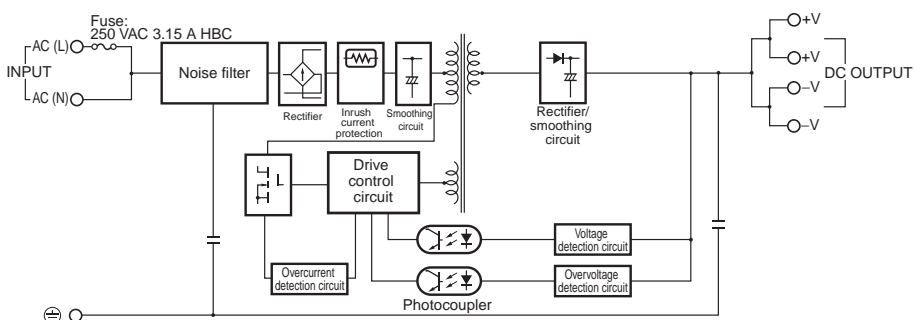 Fuse:
250 VAC 3.15 A HBC
AC (L)
INPUT
AC (N)
Noise filter
Rectifier
Inrush
current
protection
Smoothing
circuit
Rectifier/
smoothing
circuit
+V
+V
DC OUTPUT
−V
−V
Drive
control
circuit
Overcurrent
detection circuit
Voltage
detection circuit
Overvoltage
detection circuit
Photocoupler